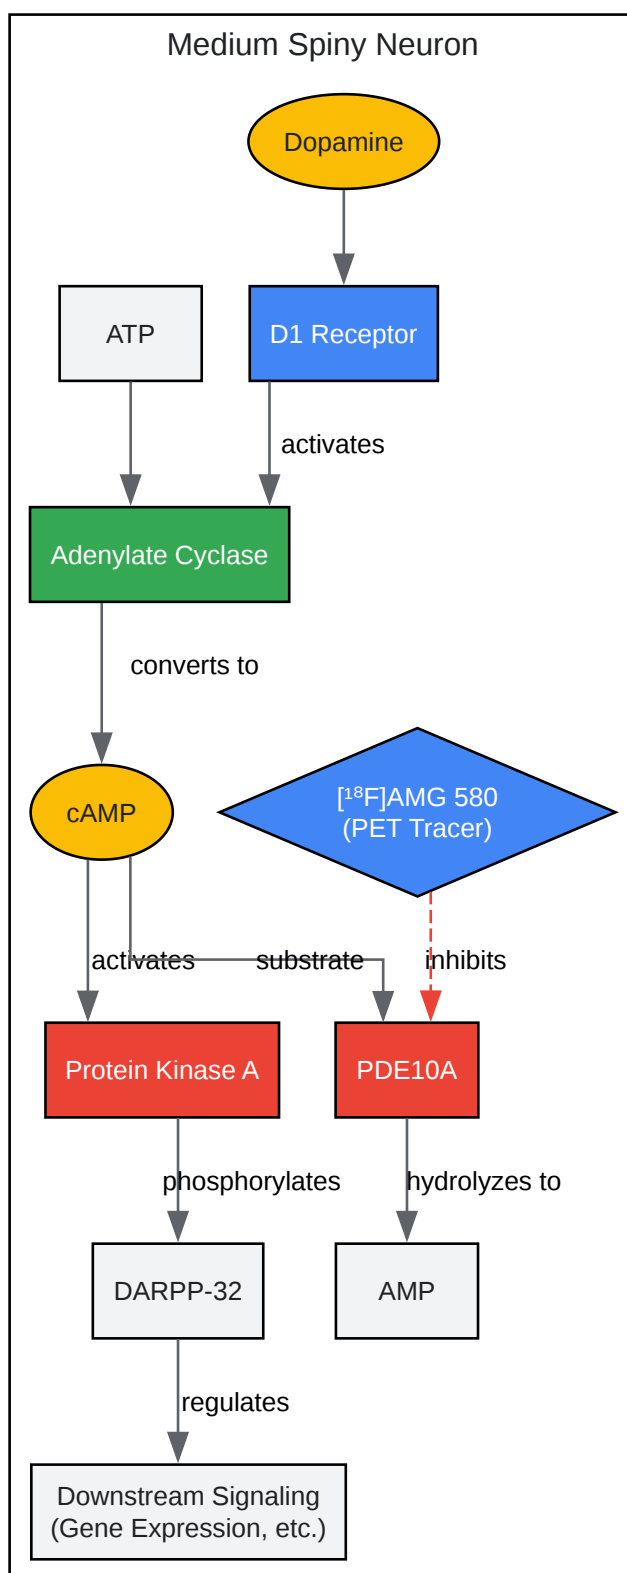 Medium Spiny Neuron
Dopamine
ATP
D1 Receptor
activates
Adenylate Cyclase
converts to
cAMP
[¹⁸F]AMG 580
(PET Tracer)
activates
substrate
inhibits
Protein Kinase A
PDE10A
phosphorylates
hydrolyzes to
DARPP-32
AMP
regulates
Downstream Signaling
(Gene Expression, etc.)